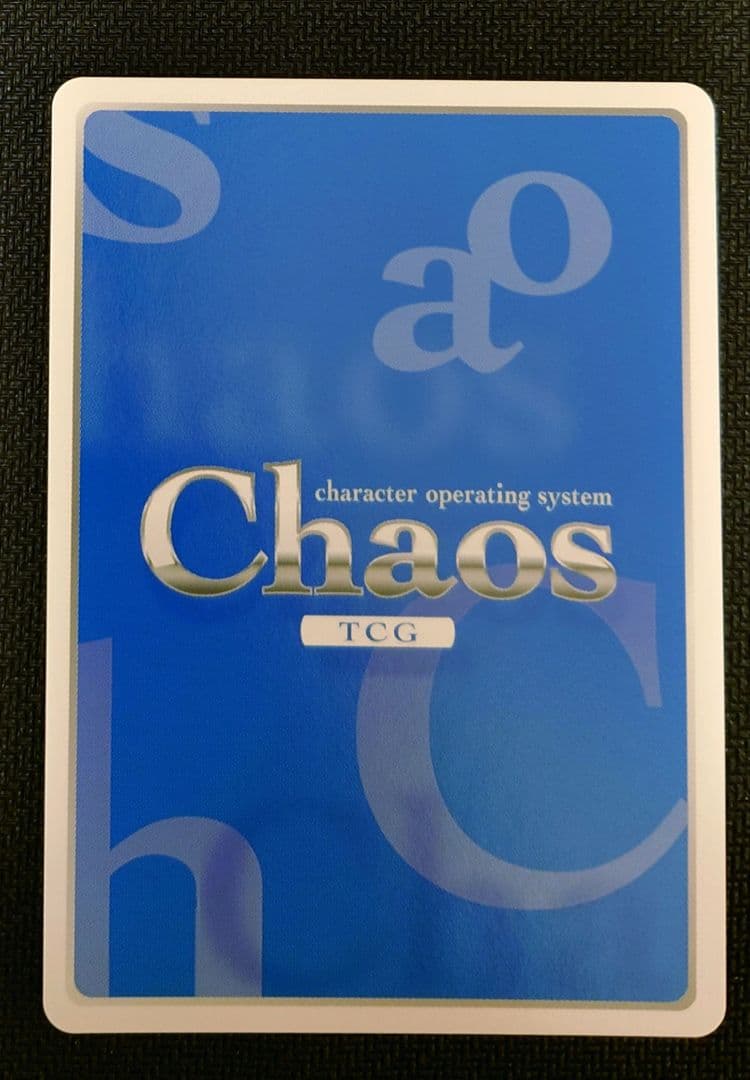 s
o
a
character operating system
Chaos
TCG
C
h